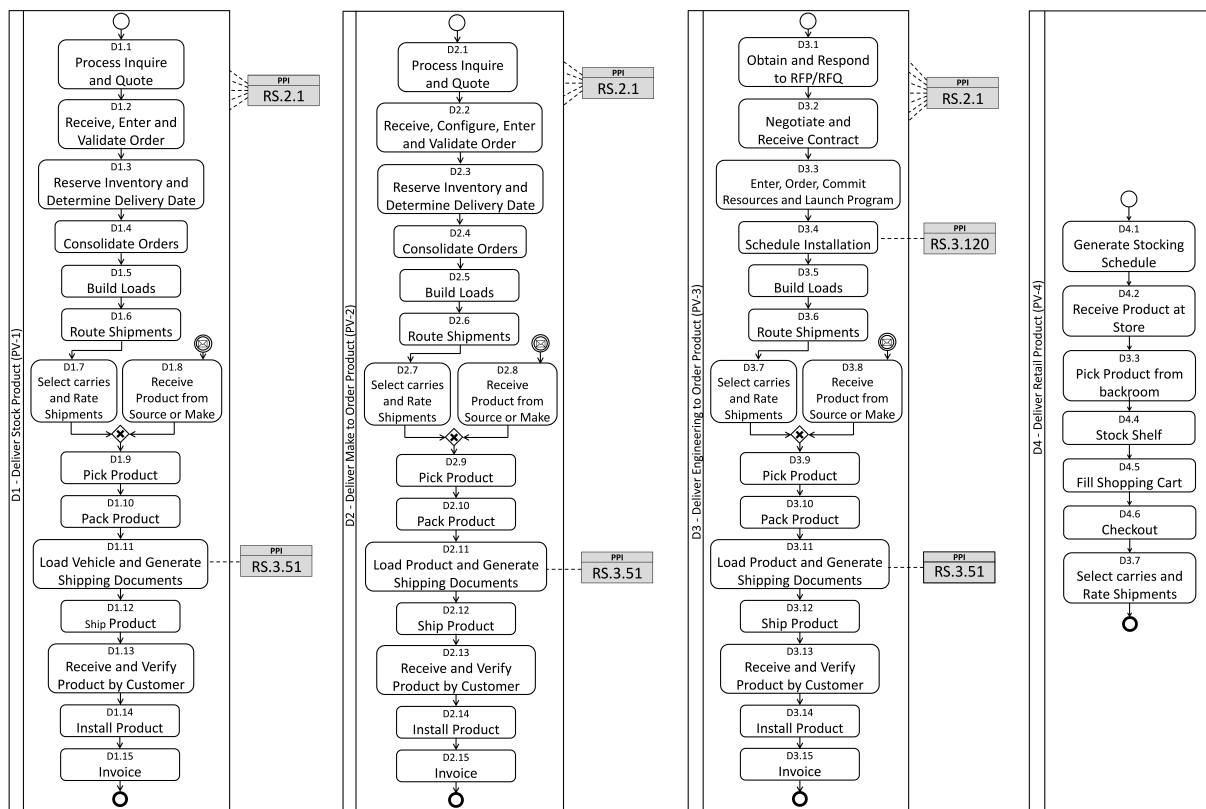 D1 - Deliver Stock Product (PV-1)
D1.1
Process Inquire
and Quote
D1.2
Receive, Enter and
Validate Order
D1.3
Reserve Inventory and
Determine Delivery Date
D1.4
Consolidate Orders
D1.5
Build Loads
D1.6
Route Shipments
D1.7
Select carries
and Rate
Shipments
D1.8
Receive
Product from
Source or Make
D1.9
Pick Product
D1.10
Pack Product
D1.11
Load Vehicle and Generate
Shipping Documents
D1.12
Ship Product
D1.13
Receive and Verify
Product by Customer
D1.14
Install Product
D1.15
Invoice
PPI
RS.2.1
PPI
RS.3.51
D2 - Deliver Make to Order Product (PV-2)
D2.1
Process Inquire
and Quote
D2.2
Receive, Configure, Enter
and Validate Order
D2.3
Reserve Inventory and
Determine Delivery Date
D2.4
Consolidate Orders
D2.5
Build Loads
D2.6
Route Shipments
D2.7
Select carries
and Rate
Shipments
D2.8
Receive
Product from
Source or Make
D2.9
Pick Product
D2.10
Pack Product
D2.11
Load Product and Generate
Shipping Documents
D2.12
Ship Product
D2.13
Receive and Verify
Product by Customer
D2.14
Install Product
D2.15
Invoice
PPI
RS.2.1
PPI
RS.3.51
D3 - Deliver Engineering to Order Product (PV-3)
D3.1
Obtain and Respond
to RFP/RFQ
D3.2
Negotiate and
Receive Contract
D3.3
Enter, Order, Commit
Resources and Launch Program
D3.4
Schedule Installation
D3.5
Build Loads
D3.6
Route Shipments
D3.7
Select carries
and Rate
Shipments
D3.8
Receive
Product from
Source or Make
D3.9
Pick Product
D3.10
Pack Product
D3.11
Load Product and Generate
Shipping Documents
D3.12
Ship Product
D3.13
Receive and Verify
Product by Customer
D3.14
Install Product
D3.15
Invoice
PPI
RS.2.1
PPI
RS.3.120
PPI
RS.3.51
D4 - Deliver Retail Product (PV-4)
D4.1
Generate Stocking
Schedule
D4.2
Receive Product at
Store
D3.3
Pick Product from
backroom
D4.4
Stock Shelf
D4.5
Fill Shopping Cart
D4.6
Checkout
D3.7
Select carries and
Rate Shipments